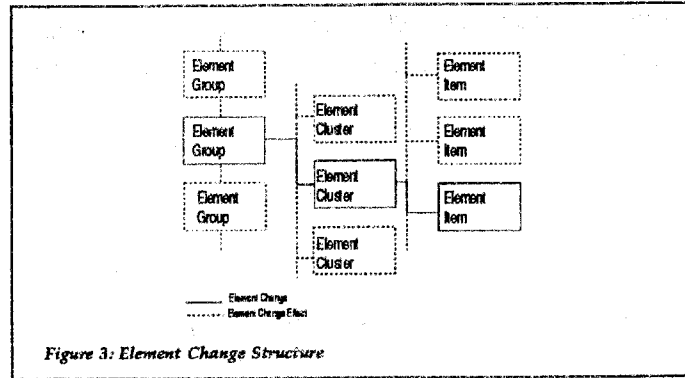 Element
Group
Element
Group
Element
Group
Element
Cluster
Element
Cluster
Element
Cluster
Element
Item
Element
Item
Element
Item
Element Change
Element Change Effect
Figure 3: Element Change Structure